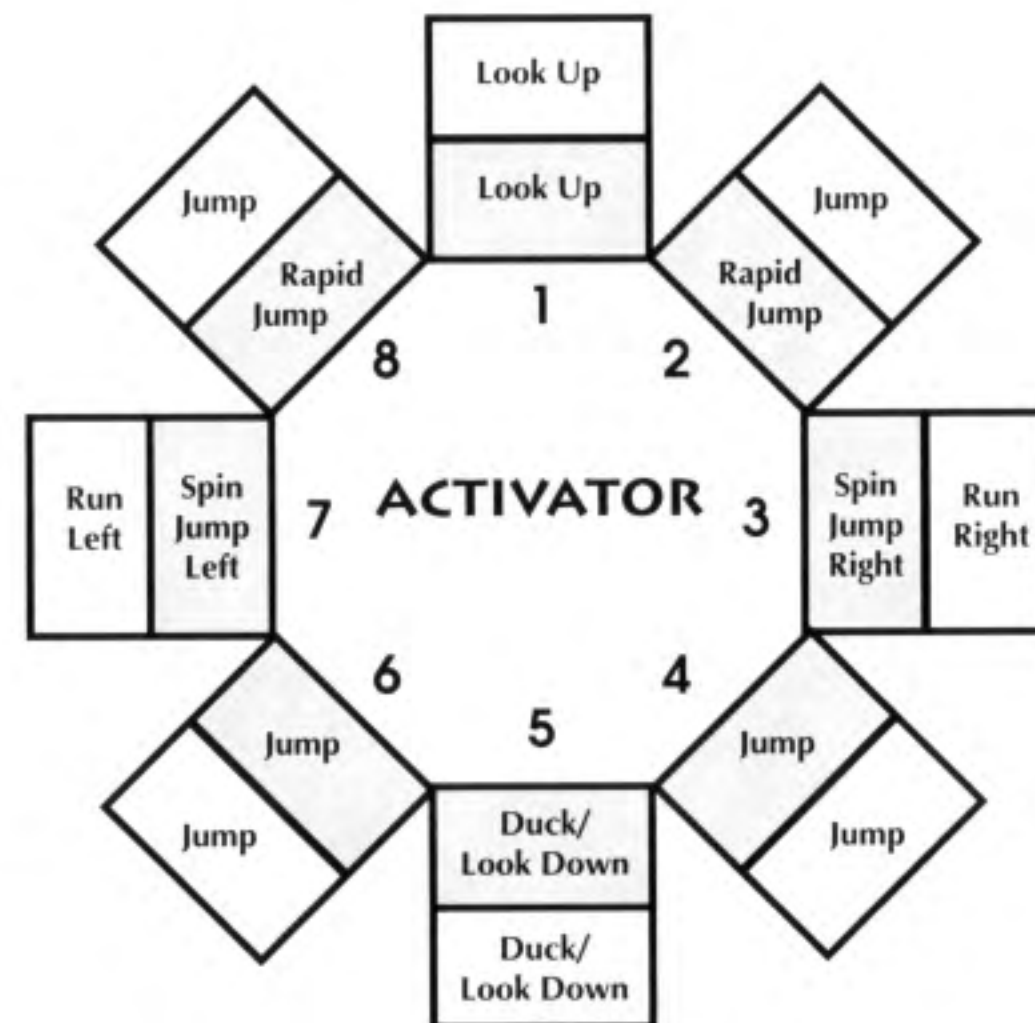 Look Up
Look Up
Jump
Rapid
Jump
Jump
Rapid
Jump
1
8
2
Run
Left
Spin
Jump
Left
7
ACTIVATOR
3
Spin
Jump
Right
Run
Right
6
4
5
Jump
Jump
Jump
Jump
Duck/
Look Down
Duck/
Look Down